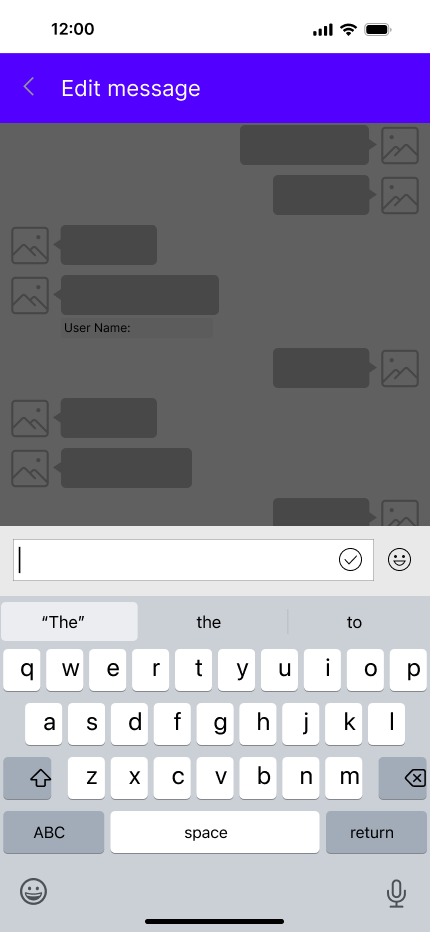 12:00
Edit message
User Name:
“The” the to
q w e r t y u i o p
a s d f g h j k l
z x c v b n m
ABC space return